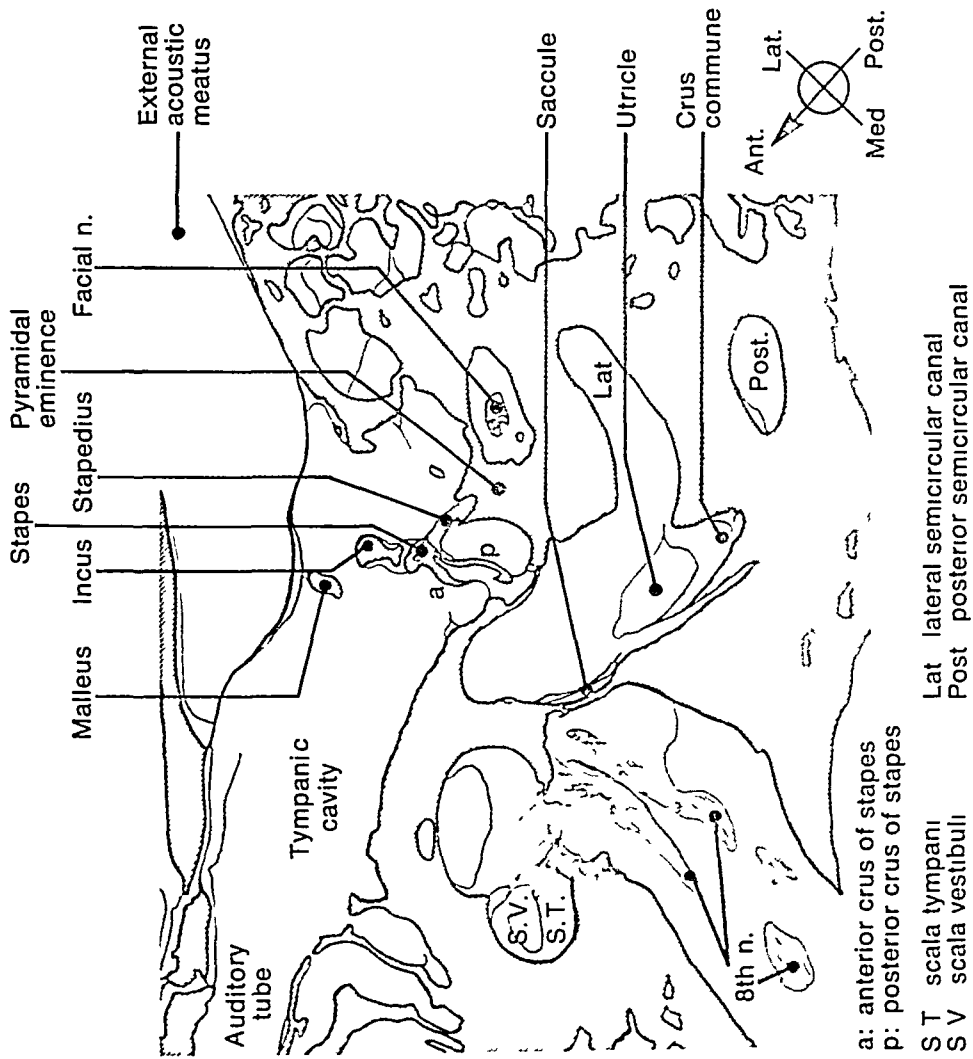 Stapes
Pyramidal
eminence
Malleus
Incus
Stapedius
Facial n.
External
acoustic
meatus
Auditory
tube
Tympanic
cavity
a
p
Lat
Post.
S.V.
S.T.
8th n.
Saccule
Utricle
Crus
commune
Ant.
Lat.
Med
Post.
a: anterior crus of stapes
p: posterior crus of stapes
S T scala tympani
S V scala vestibuli
Lat lateral semicircular canal
Post posterior semicircular canal